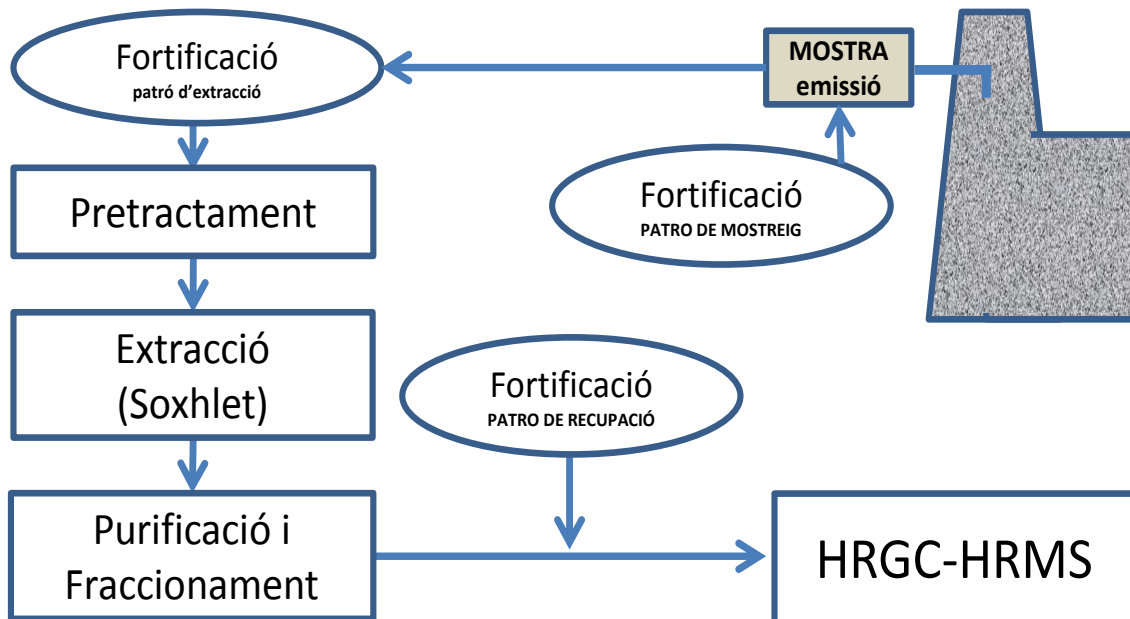 Fortificació
patró d'extracció
MOSTRA
emissió
Fortificació
PATRO DE MOSTREIG
Pretractament
Extracció
(Soxhlet)
Fortificació
PATRO DE RECUPACIÓ
Purificació i
Fraccionament
HRGC-HRMS